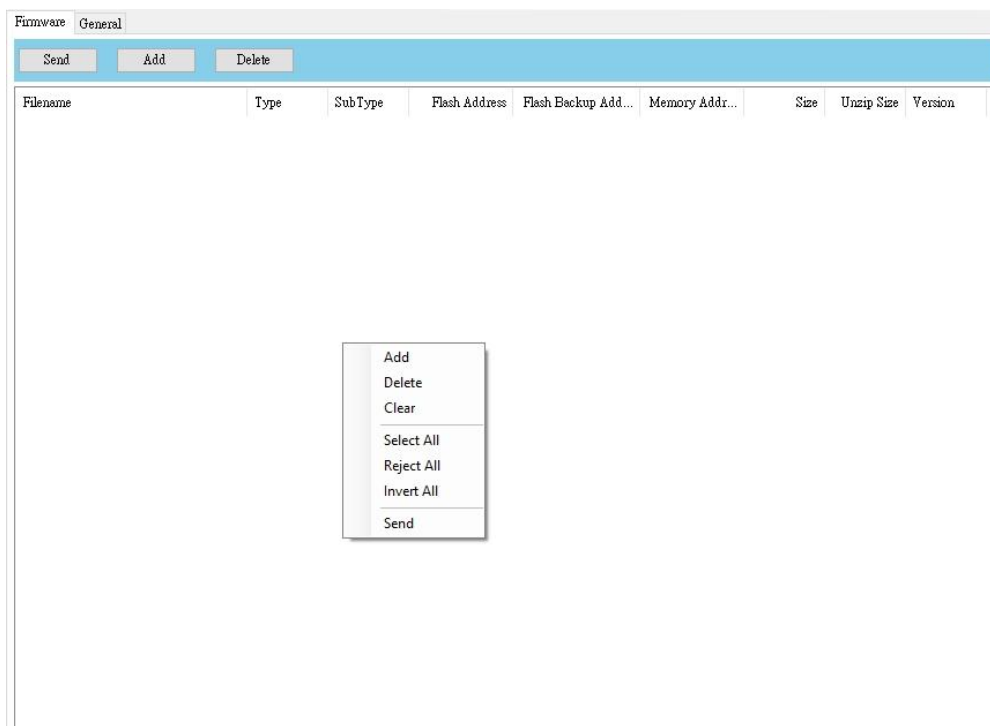 Firmware General
Send Add Delete
Filename Type SubType Flash Address Flash Backup Add... Memory Addr... Size Unzip Size Version
Add
Delete
Clear
Select All
Reject All
Invert All
Send